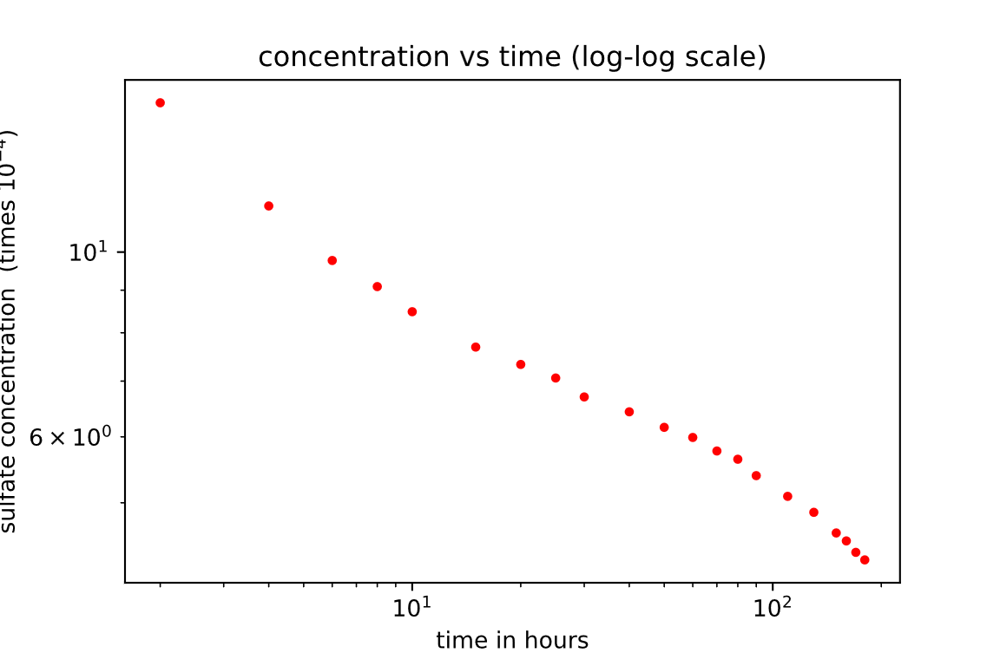 concentration vs time (log-log scale)
sulfate concentration (times 10⁻⁴)
10¹
6 × 10⁰
10¹
10²
time in hours